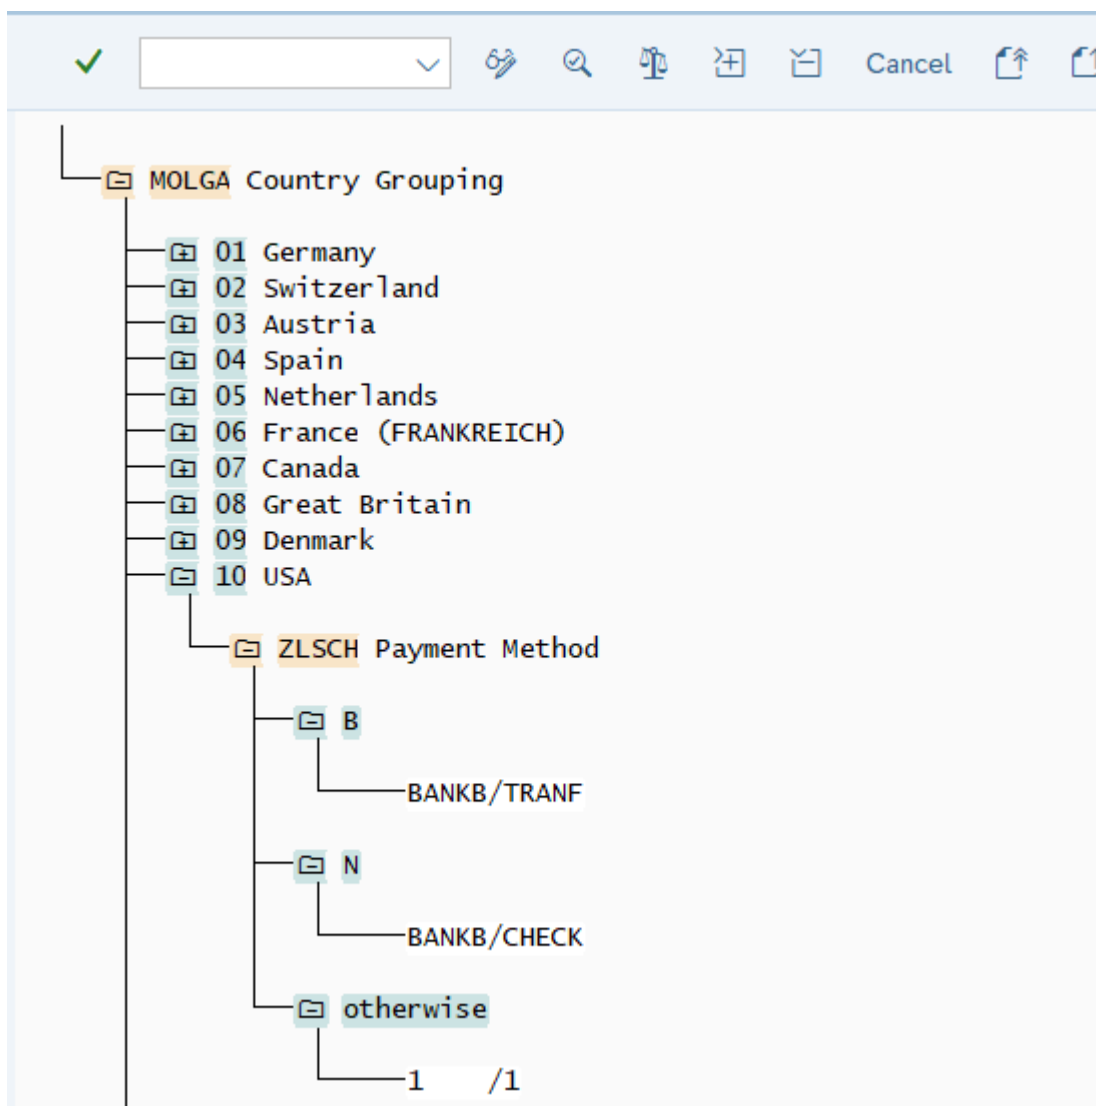 Cancel
MOLGA Country Grouping
01 Germany
02 Switzerland
03 Austria
04 Spain
05 Netherlands
06 France (FRANKREICH)
07 Canada
08 Great Britain
09 Denmark
10 USA
ZLSCH Payment Method
B
BANKB/TRANF
N
BANKB/CHECK
otherwise
1 /1